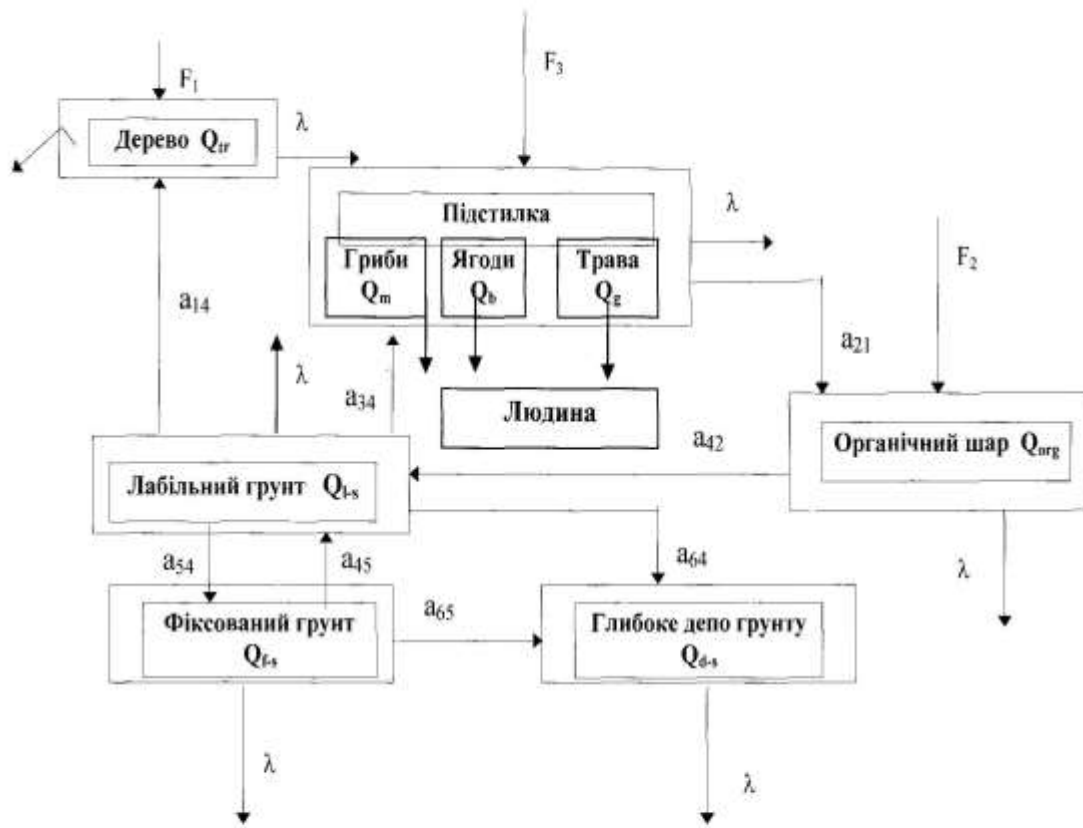 F₁
F₃
Дерево Qtr
λ
Підстилка
λ
Гриби
Qm
Ягоди
Qb
Трава
Qg
F₂
a₁₄
a₂₁
λ
a₃₄
Людина
a₄₂
Органічний шар Qorg
Лабільний грунт Ql-s
a₅₄
a₄₅
a₆₄
λ
a₆₅
Фіксований грунт
Qf-s
Глибоке депо грунту
Qd-s
λ
λ